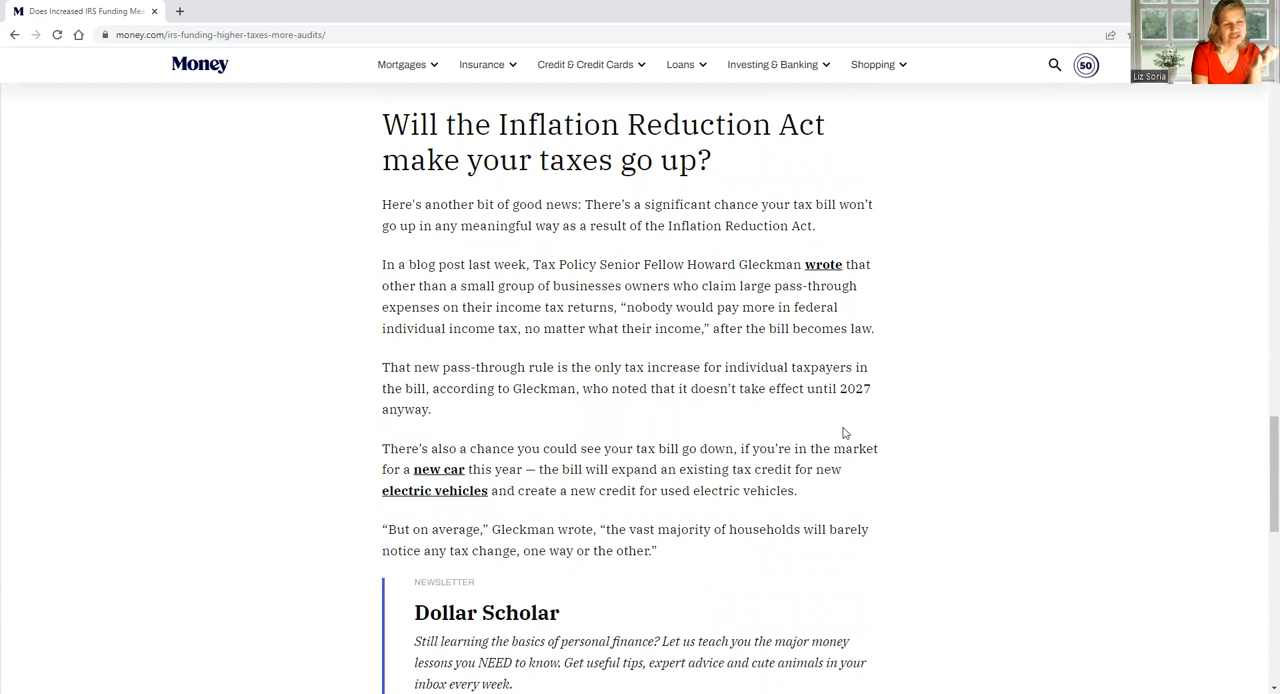 Does Increased IRS Funding Mea
money.com/irs-funding-higher-taxes-more-audits/
Money
Mortgages
Insurance
Credit & Credit Cards
Loans
Investing & Banking
Shopping
50
Liz Soria
Will the Inflation Reduction Act
make your taxes go up?
Here's another bit of good news: There’s a significant chance your tax bill won’t
go up in any meaningful way as a result of the Inflation Reduction Act.
In a blog post last week, Tax Policy Senior Fellow Howard Gleckman wrote that
other than a small group of businesses owners who claim large pass-through
expenses on their income tax returns, “nobody would pay more in federal
individual income tax, no matter what their income,” after the bill becomes law.
That new pass-through rule is the only tax increase for individual taxpayers in
the bill, according to Gleckman, who noted that it doesn’t take effect until 2027
anyway.
There’s also a chance you could see your tax bill go down, if you’re in the market
for a new car this year — the bill will expand an existing tax credit for new
electric vehicles and create a new credit for used electric vehicles.
“But on average,” Gleckman wrote, “the vast majority of households will barely
notice any tax change, one way or the other.”
NEWSLETTER
Dollar Scholar
Still learning the basics of personal finance? Let us teach you the major money
lessons you NEED to know. Get useful tips, expert advice and cute animals in your
inbox every week.